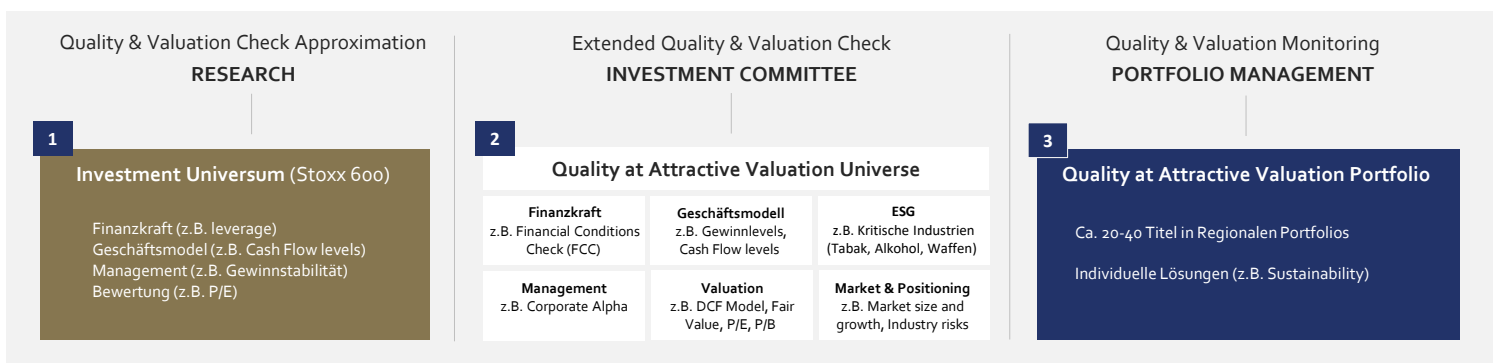 Quality & Valuation Check Approximation
RESEARCH
1
Investment Universum (Stoxx 600)
Finanzkraft (z.B. leverage)
Geschäftsmodel (z.B. Cash Flow levels)
Management (z.B. Gewinnstabilität)
Bewertung (z.B. P/E)
Extended Quality & Valuation Check
INVESTMENT COMMITTEE
2
Quality at Attractive Valuation Universe
Finanzkraft
z.B. Financial Conditions
Check (FCC)
Geschäftsmodell
z.B. Gewinnlevels,
Cash Flow levels
ESG
z.B. Kritische Industrien
(Tabak, Alkohol, Waffen)
Management
z.B. Corporate Alpha
Valuation
z.B. DCF Model, Fair
Value, P/E, P/B
Market & Positioning
z.B. Market size and
growth, Industry risks
Quality & Valuation Monitoring
PORTFOLIO MANAGEMENT
3
Quality at Attractive Valuation Portfolio
Ca. 20-40 Titel in Regionalen Portfolios
Individuelle Lösungen (z.B. Sustainability)